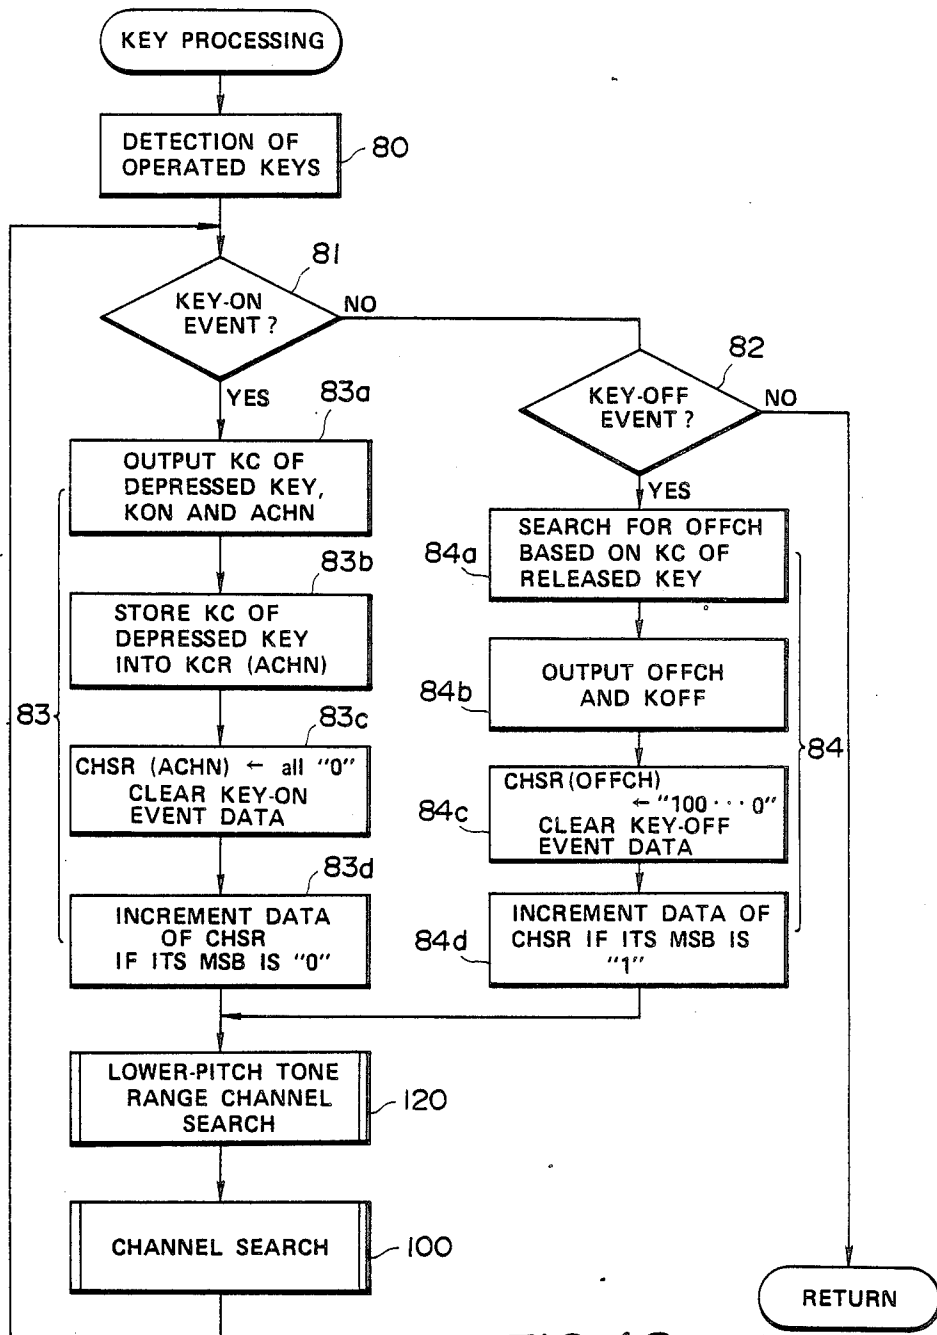 KEY PROCESSING
DETECTION OF
OPERATED KEYS
80
81
KEY-ON
EVENT ?
NO
YES
82
KEY-OFF
EVENT ?
NO
YES
83a
OUTPUT KC OF
DEPRESSED KEY,
KON AND ACHN
83b
STORE KC OF
DEPRESSED KEY
INTO KCR (ACHN)
83
83c
CHSR (ACHN) ← all "0"
CLEAR KEY-ON
EVENT DATA
83d
INCREMENT DATA
OF CHSR
IF ITS MSB IS "0"
84a
SEARCH FOR OFFCH
BASED ON KC OF
RELEASED KEY
84b
OUTPUT OFFCH
AND KOFF
84
84c
CHSR (OFFCH)
← "100 ··· 0"
CLEAR KEY-OFF
EVENT DATA
84d
INCREMENT DATA OF
CHSR IF ITS MSB IS
"1"
LOWER-PITCH TONE
RANGE CHANNEL
SEARCH
120
CHANNEL SEARCH
100
RETURN